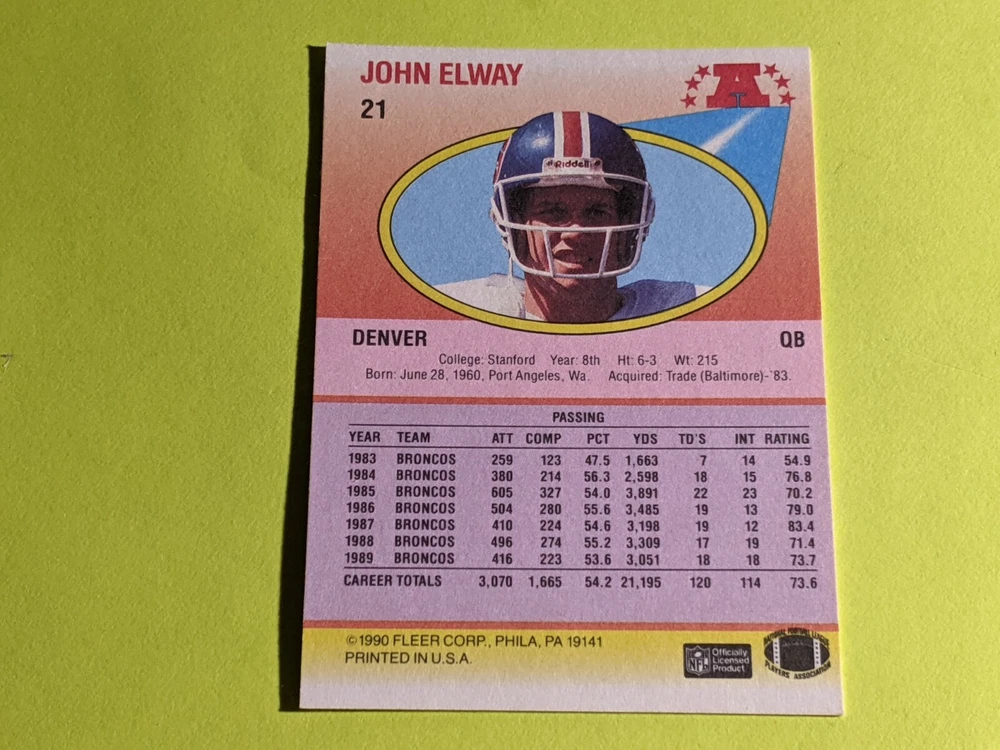 JOHN ELWAY
A
21
Riddell
DENVER QB
College: Stanford Year: 8th Ht: 6-3 Wt: 215
Born: June 28, 1960, Port Angeles, Wa. Acquired: Trade (Baltimore)-'83.
PASSING
YEAR TEAM ATT COMP PCT YDS TD'S INT RATING
1983 BRONCOS 259 123 47.5 1,663 7 14 54.9
1984 BRONCOS 380 214 56.3 2,598 18 15 76.8
1985 BRONCOS 605 327 54.0 3,891 22 23 70.2
1986 BRONCOS 504 280 55.6 3,485 19 13 79.0
1987 BRONCOS 410 224 54.6 3,198 19 12 83.4
1988 BRONCOS 496 274 55.2 3,309 17 19 71.4
1989 BRONCOS 416 223 53.6 3,051 18 18 73.7
CAREER TOTALS 3,070 1,665 54.2 21,195 120 114 73.6
©1990 FLEER CORP., PHILA, PA 19141
PRINTED IN U.S.A.
NFL
Officially
Licensed
Product
NATIONAL FOOTBALL LEAGUE
PLAYERS ASSOCIATION